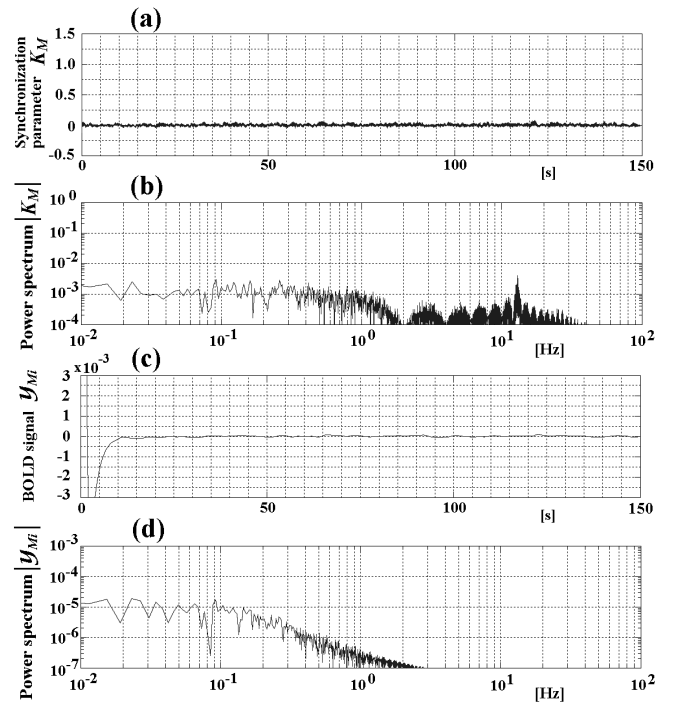 (a)
Synchronization
parameter K_M
1.5
1.0
0.5
0
-0.5
0 50 100 150
[s]
(b)
Power spectrum |K_M|
10^0
10^-1
10^-2
10^-3
10^-4
10^-2 10^-1 10^0 10^1 10^2
[Hz]
(c)
x10^-3
BOLD signal y_Mi
3
2
1
0
-1
-2
-3
0 50 100 150
[s]
(d)
Power spectrum |y_Mi|
10^-3
10^-4
10^-5
10^-6
10^-7
10^-2 10^-1 10^0 10^1 10^2
[Hz]